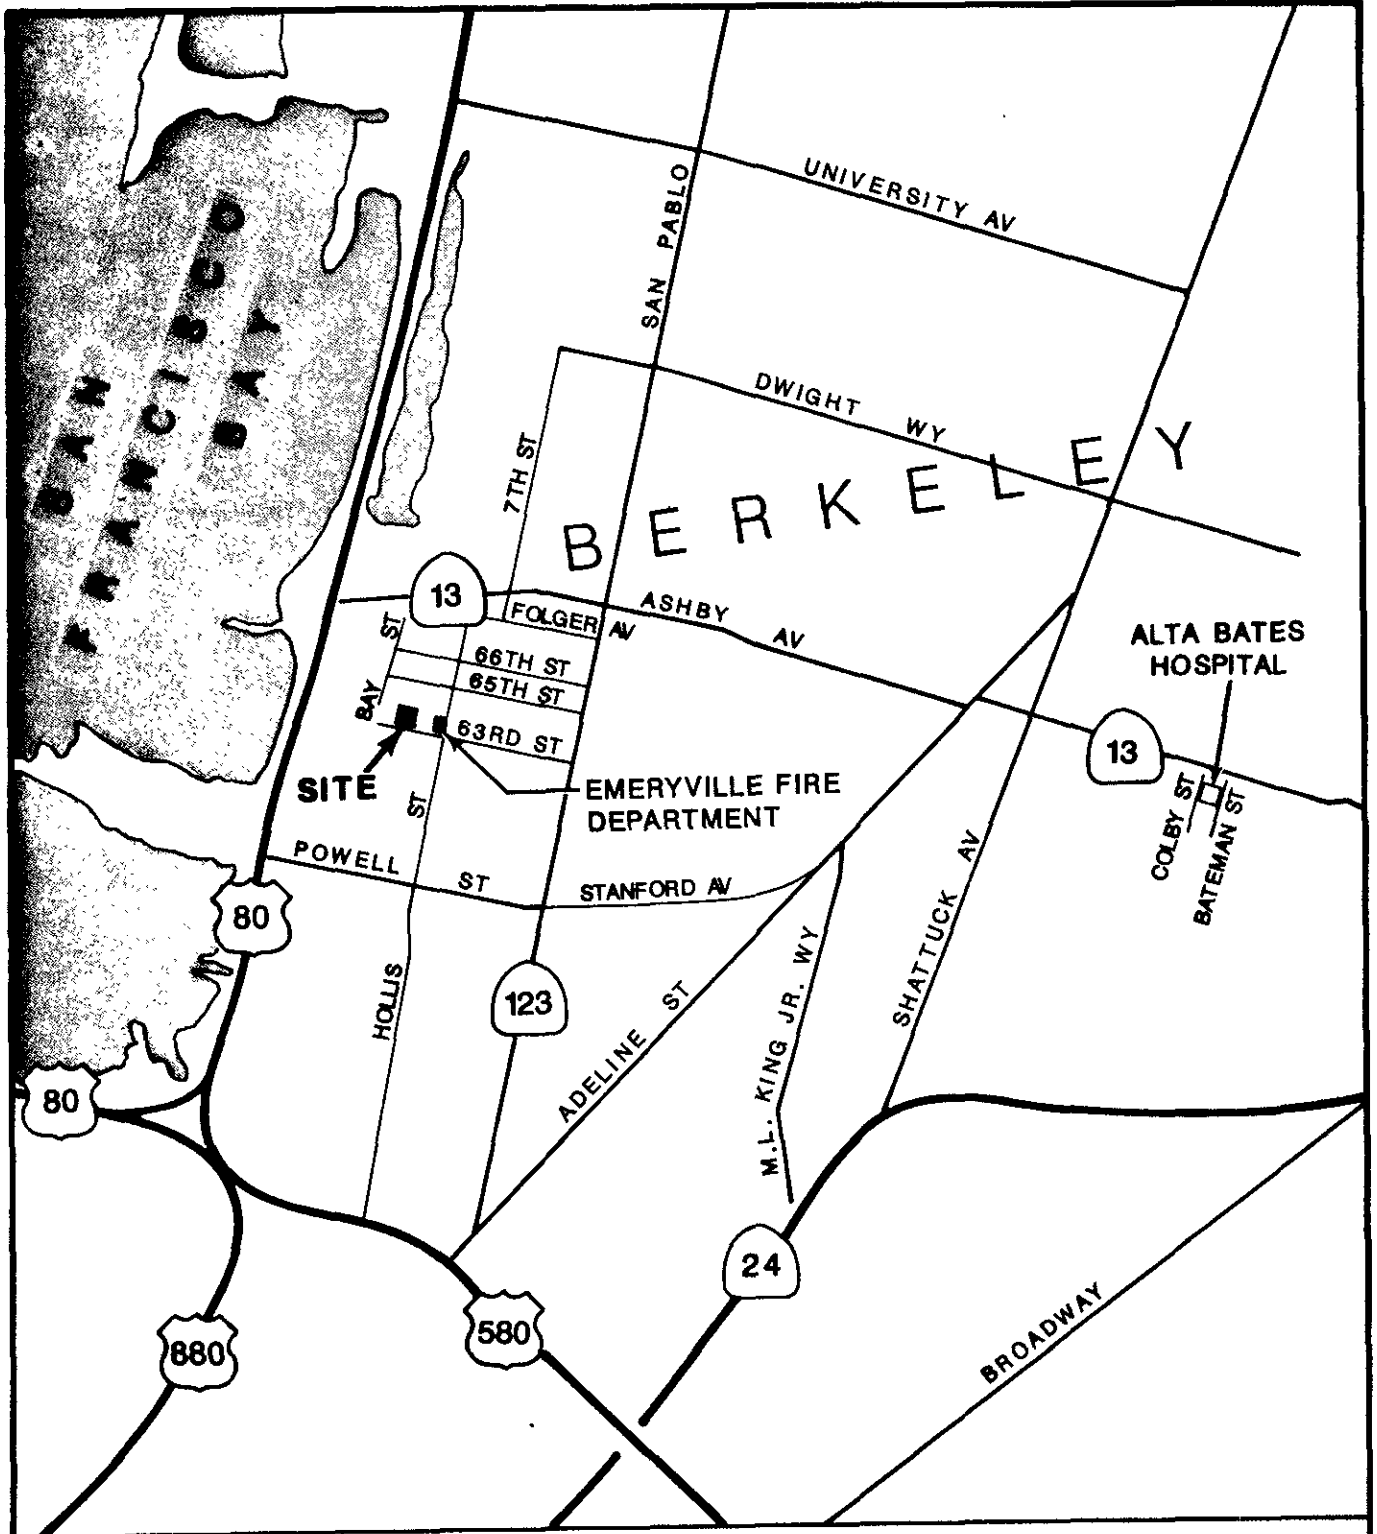 UNIVERSITY AV
SAN PABLO
SAN
FRANCISCO
BAY
DWIGHT WY
7TH ST
BERKELEY
13
ASHBY AV
FOLGER AV
66TH ST
65TH ST
63RD ST
BAY ST
SITE
EMERYVILLE FIRE
DEPARTMENT
ALTA BATES
HOSPITAL
13
COLBY ST
BATEMAN ST
POWELL ST
STANFORD AV
80
HOLLIS ST
123
ADELINE ST
M.L. KING JR. WY
SHATTUCK AV
80
24
880
580
BROADWAY